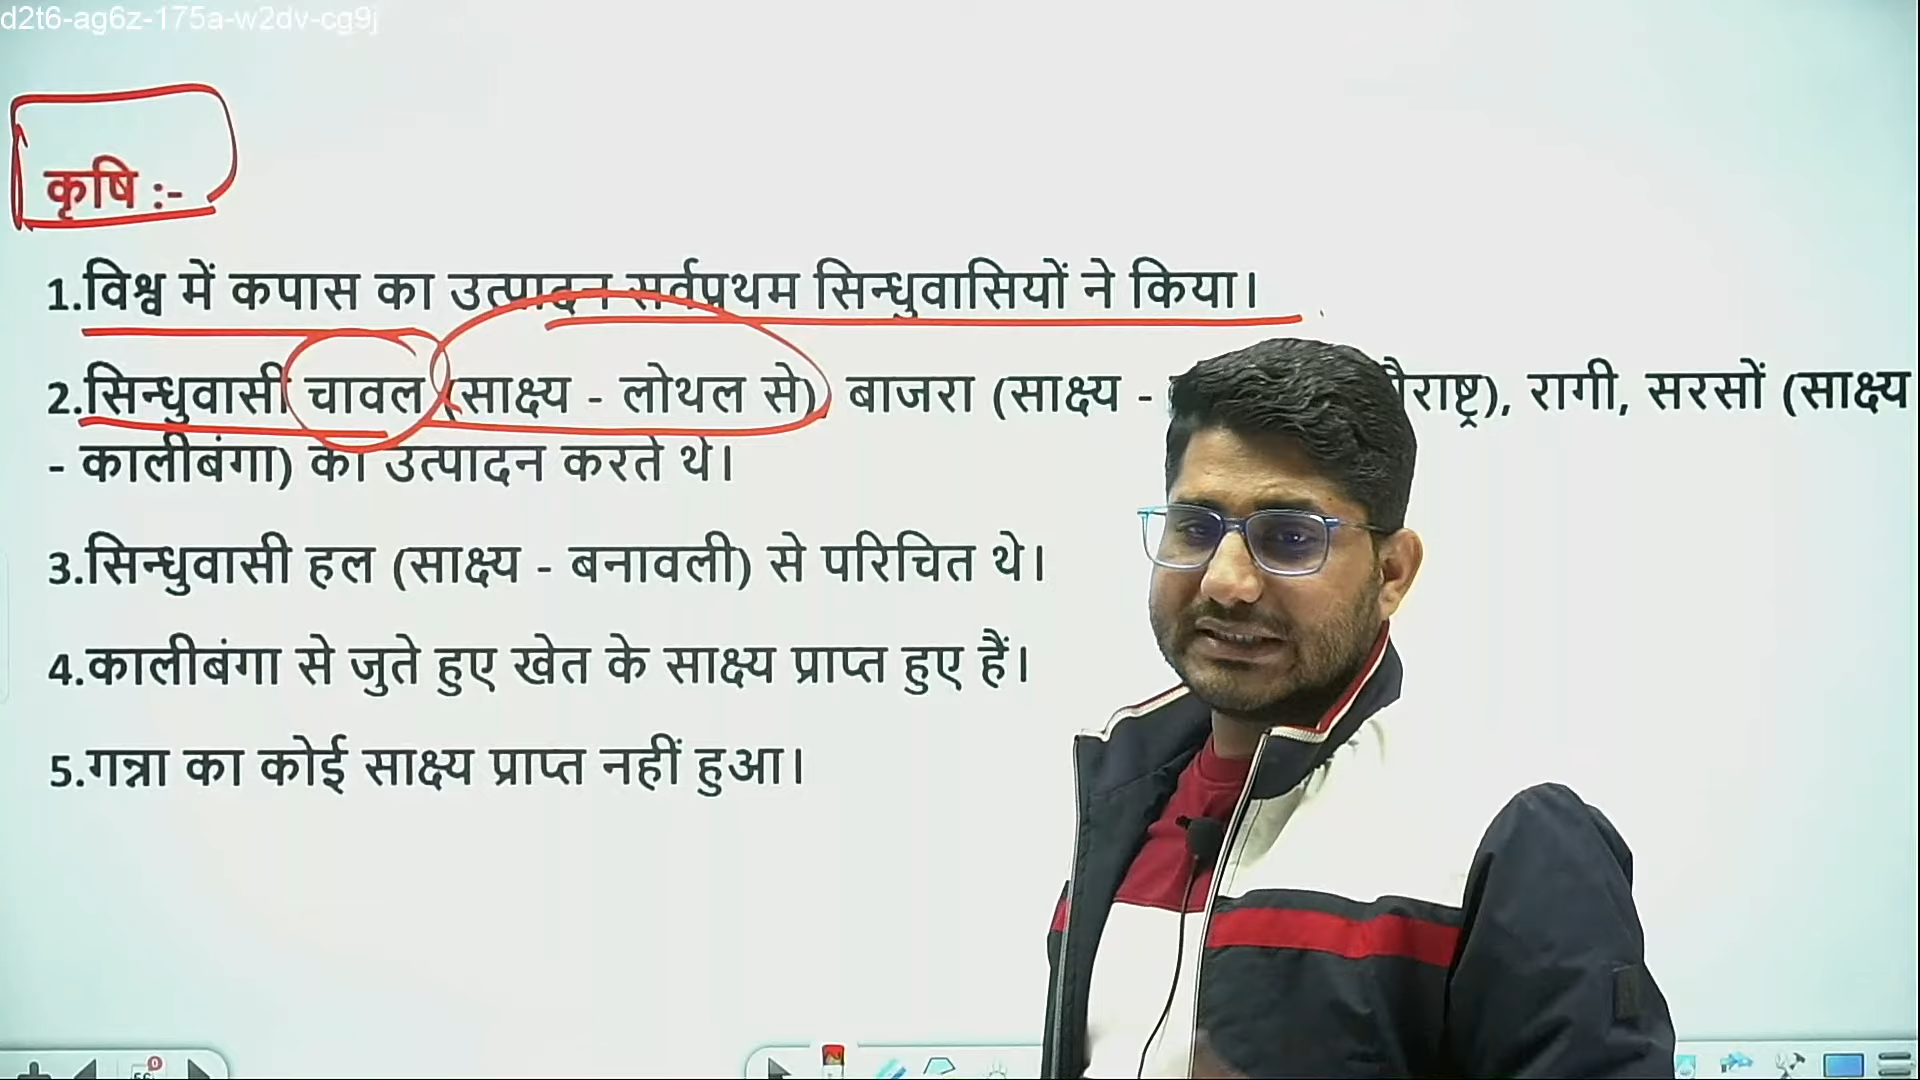 d2t6-ag6z-175a-w2dv-cg9j
कृषि :-
1.विश्व में कपास का उत्पादन सर्वप्रथम सिन्धुवासियों ने किया।
2.सिन्धुवासी चावल (साक्ष्य - लोथल से), बाजरा (साक्ष्य - रागी, सरसों (साक्ष्य
- कालीबंगा) का उत्पादन करते थे।
3.सिन्धुवासी हल (साक्ष्य - बनावली) से परिचित थे।
4.कालीबंगा से जुते हुए खेत के साक्ष्य प्राप्त हुए हैं।
5.गन्ना का कोई साक्ष्य प्राप्त नहीं हुआ।